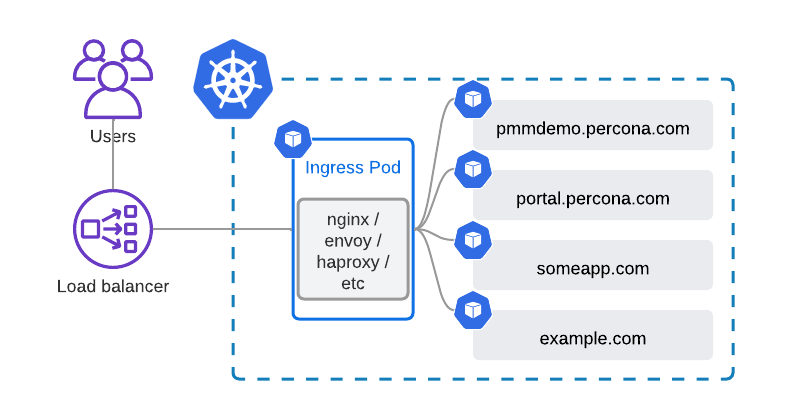 Users
Load balancer
Ingress Pod
nginx /
envoy /
haproxy /
etc
pmmdemo.percona.com
portal.percona.com
someapp.com
example.com